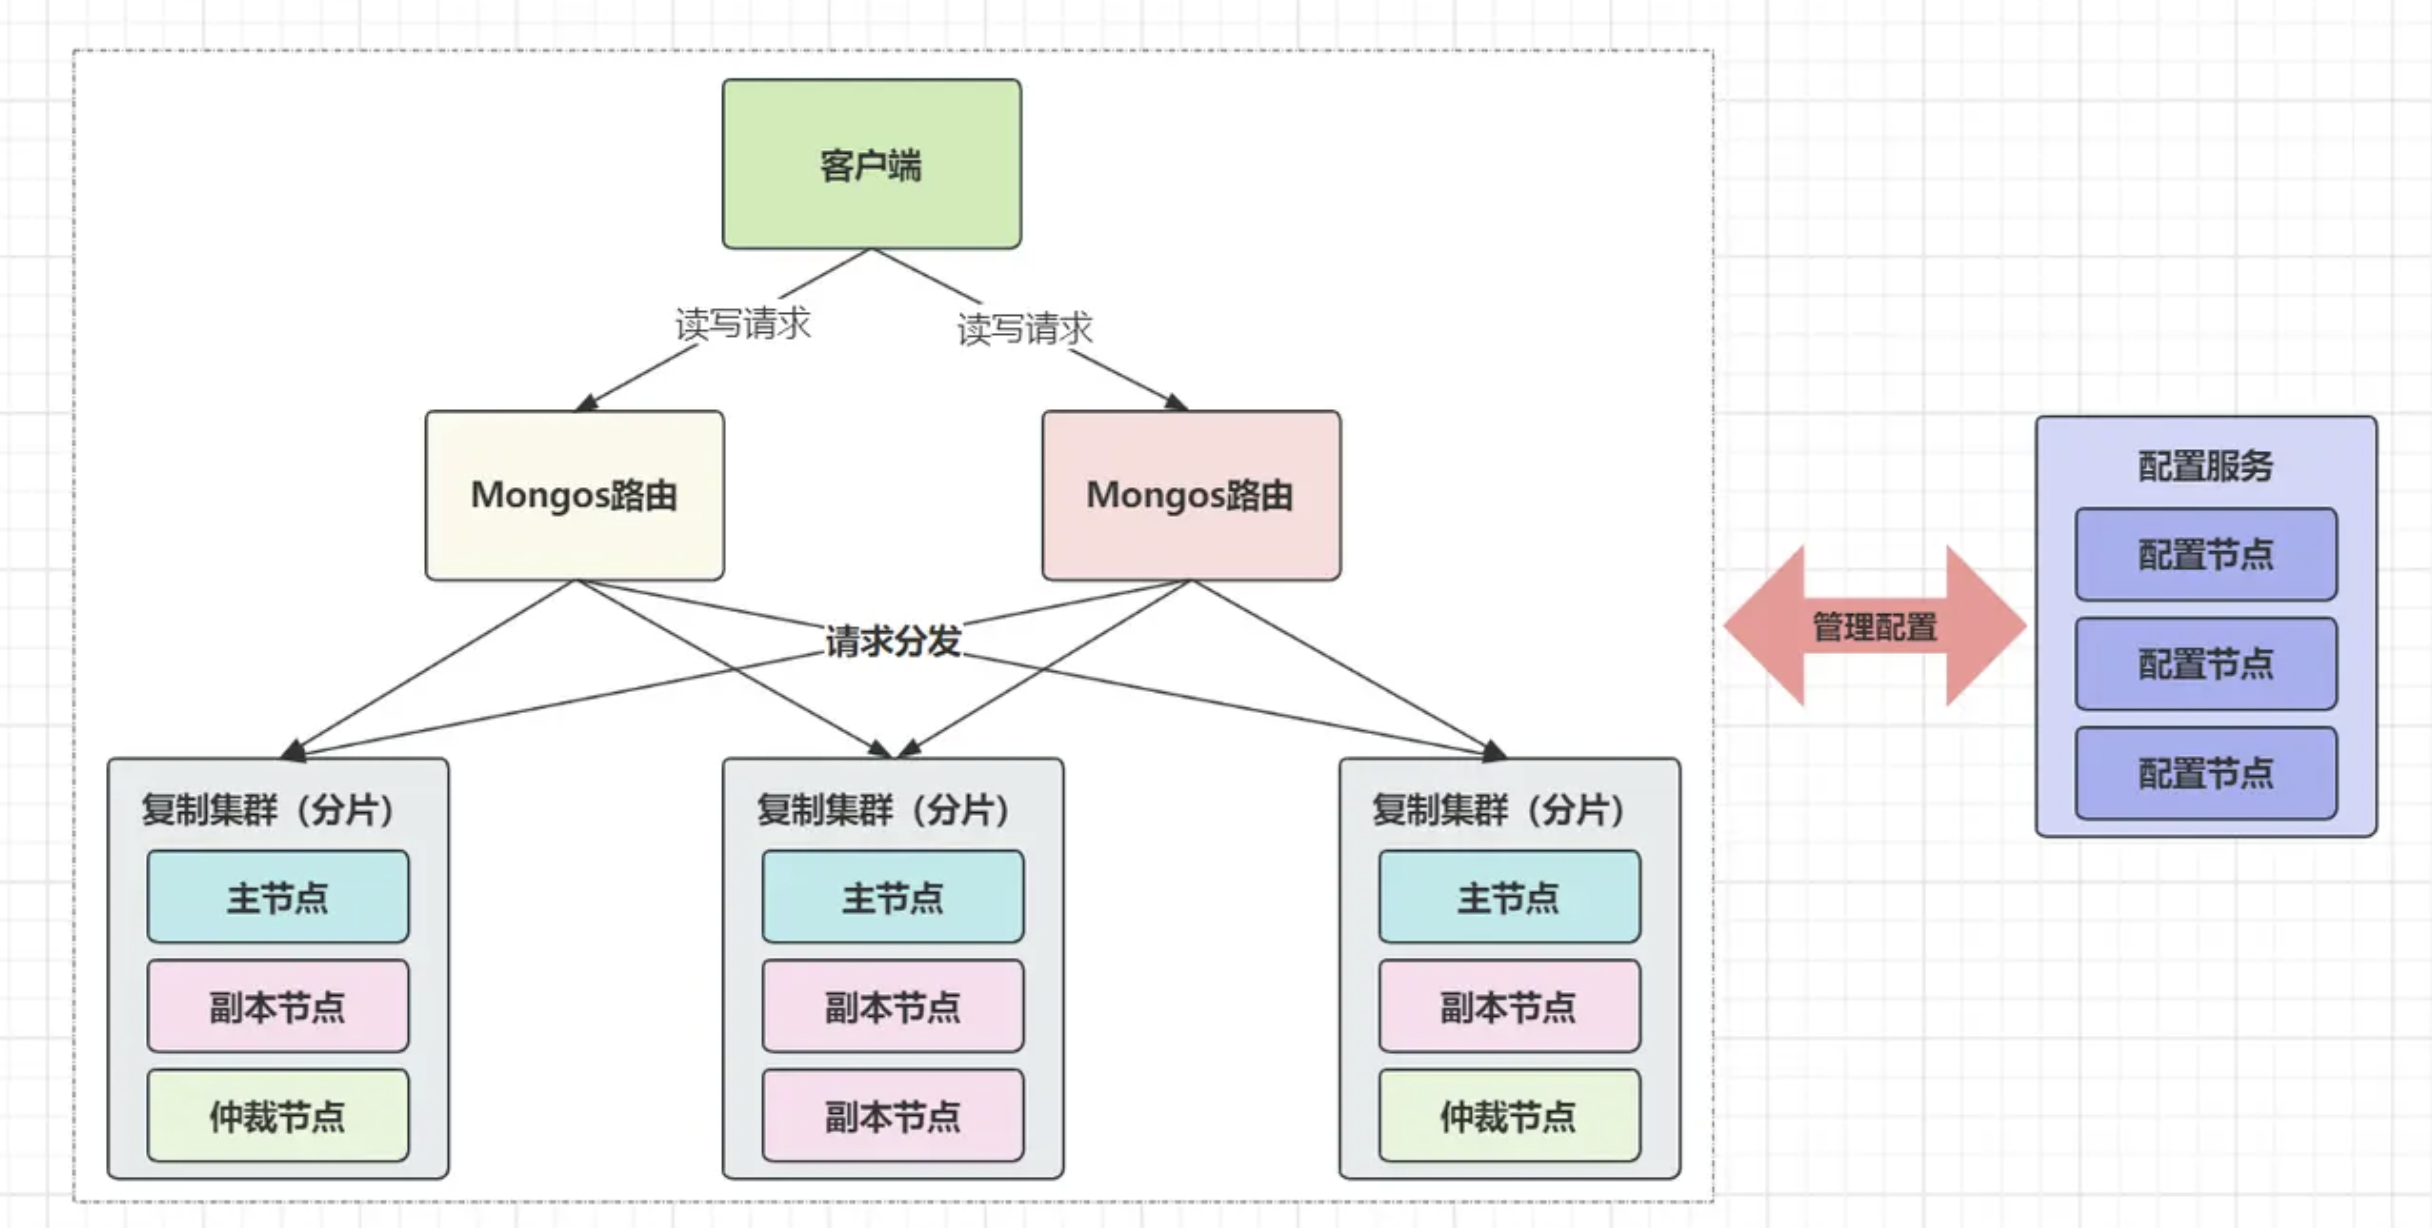 客户端
读写请求
读写请求
Mongos路由
Mongos路由
请求分发
复制集群（分片）
主节点
副本节点
仲裁节点
复制集群（分片）
主节点
副本节点
副本节点
复制集群（分片）
主节点
副本节点
仲裁节点
管理配置
配置服务
配置节点
配置节点
配置节点